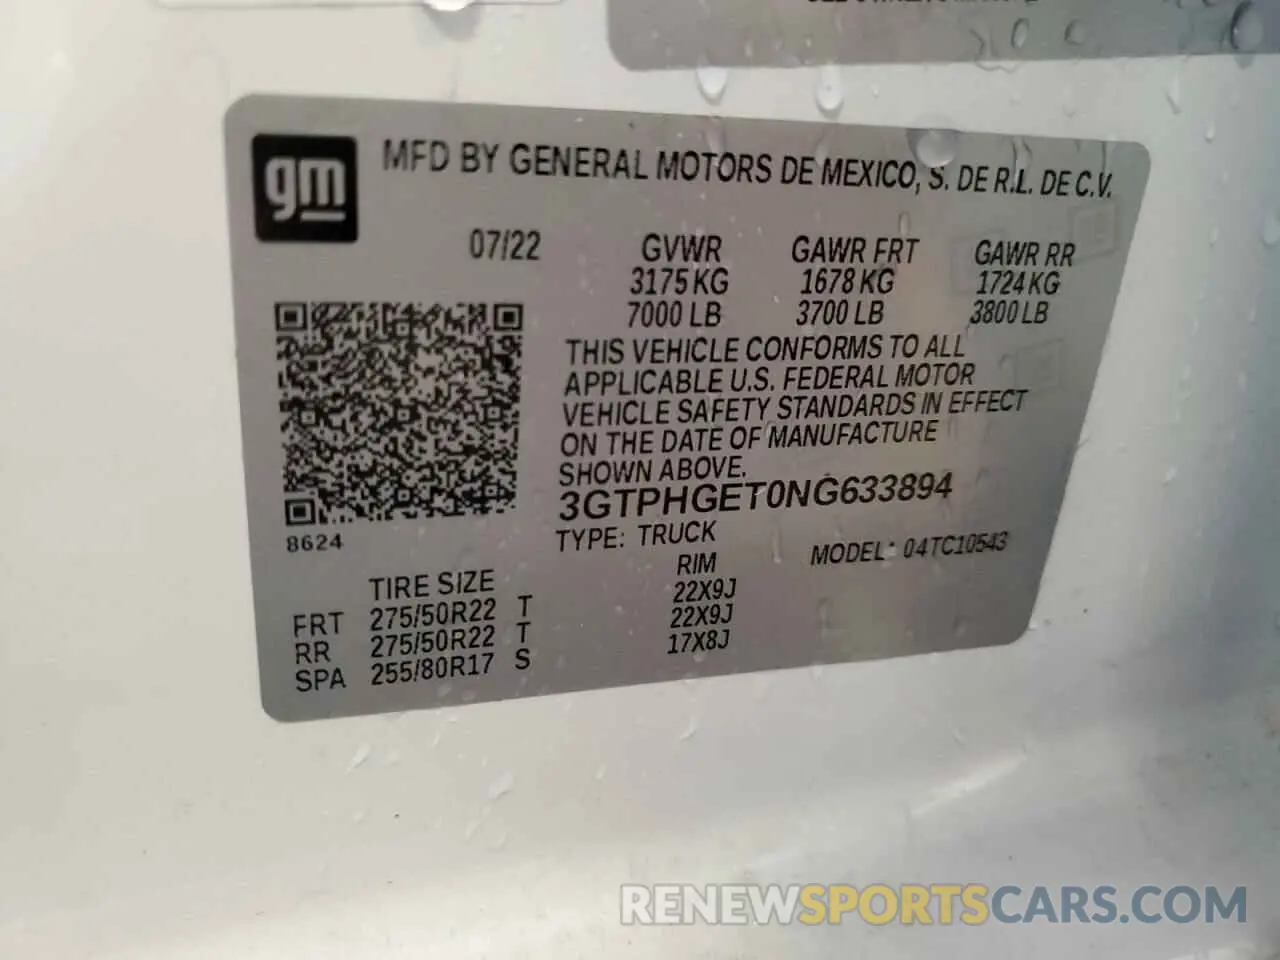 gm
MFD BY GENERAL MOTORS DE MEXICO, S. DE R.L. DE C.V.
07/22 GVWR GAWR FRT GAWR RR
3175 KG 1678 KG 1724 KG
7000 LB 3700 LB 3800 LB
THIS VEHICLE CONFORMS TO ALL
APPLICABLE U.S. FEDERAL MOTOR
VEHICLE SAFETY STANDARDS IN EFFECT
ON THE DATE OF MANUFACTURE
SHOWN ABOVE.
3GTPHGET0NG633894
8624 TYPE: TRUCK MODEL: 04TC10543
TIRE SIZE RIM
FRT 275/50R22 T 22X9J
RR 275/50R22 T 22X9J
SPA 255/80R17 S 17X8J
RENEWSPORTSCARS.COM